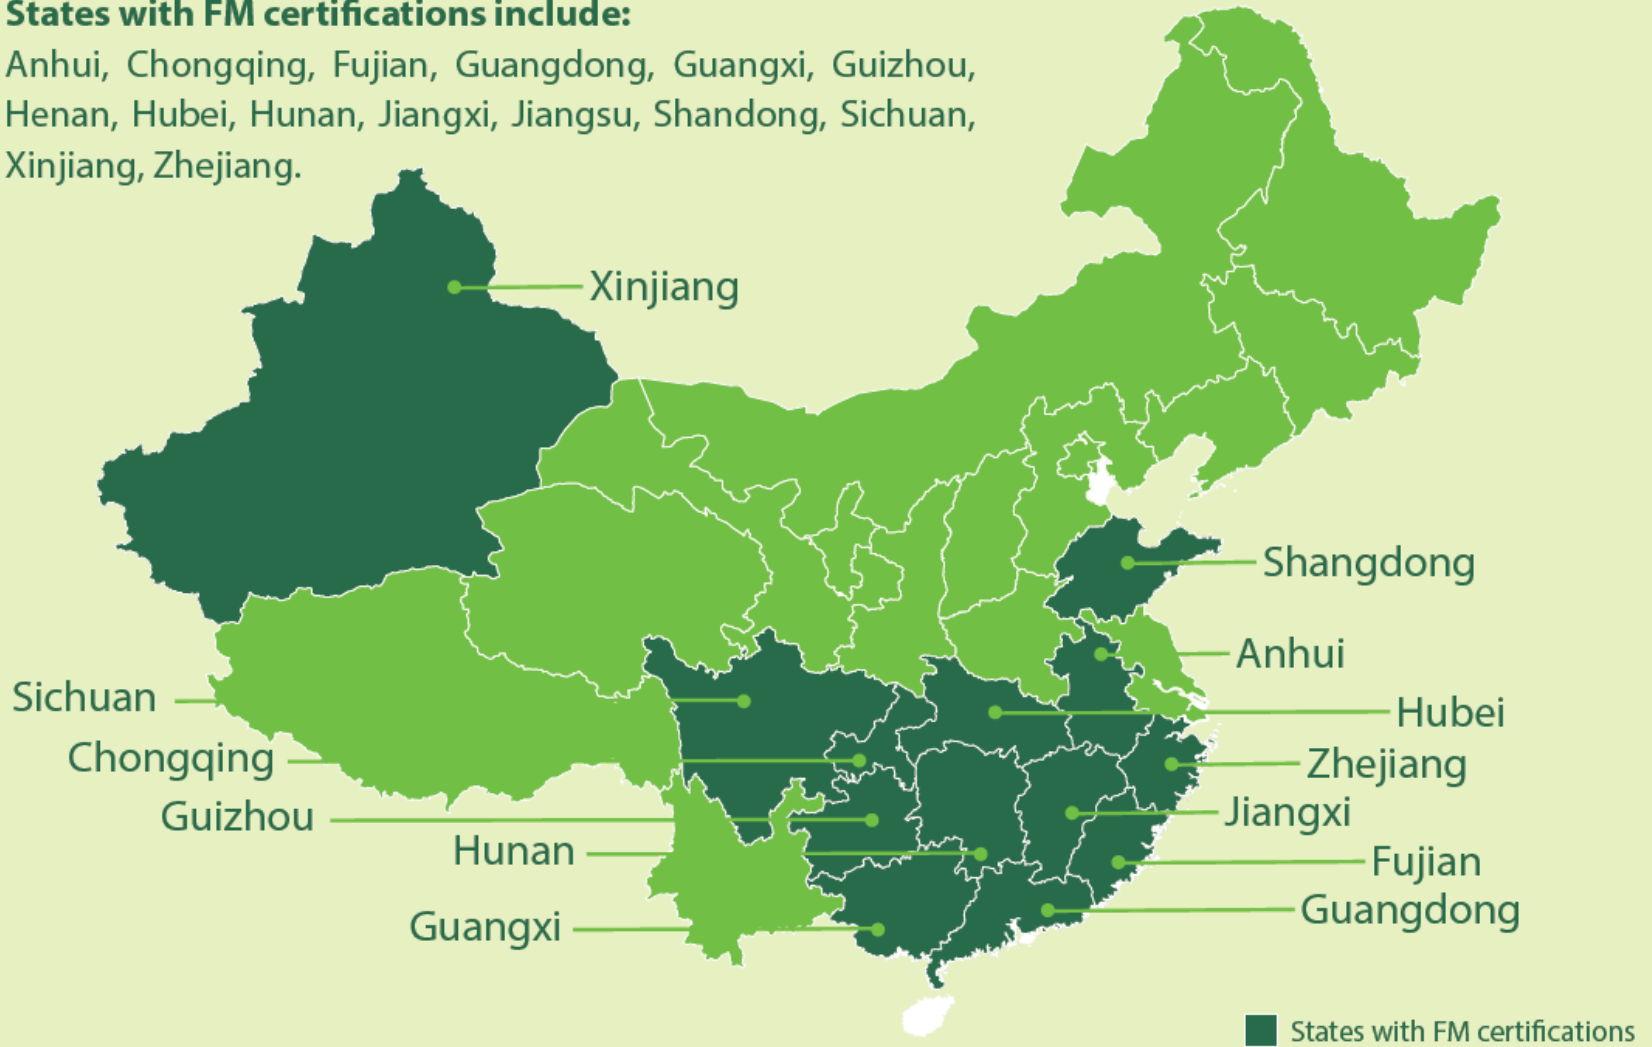 States with FM certifications include:
Anhui, Chongqing, Fujian, Guangdong, Guangxi, Guizhou,
Henan, Hubei, Hunan, Jiangxi, Jiangsu, Shandong, Sichuan,
Xinjiang, Zhejiang.
Xinjiang
Shangdong
Anhui
Sichuan
Hubei
Chongqing
Zhejiang
Guizhou
Jiangxi
Hunan
Fujian
Guangdong
Guangxi
States with FM certifications